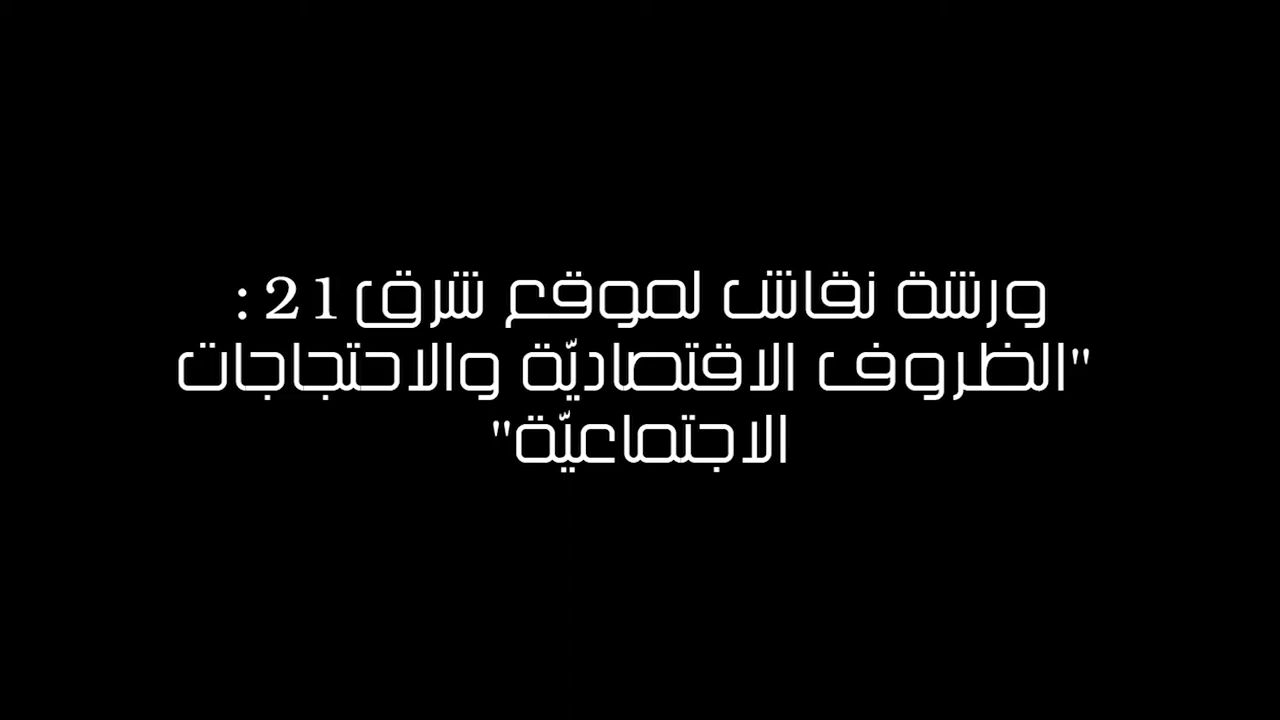 ورشة نقاش لموقع شرق 21 :
"الظروف الاقتصاديّة والاحتجاجات
الاجتماعيّة"